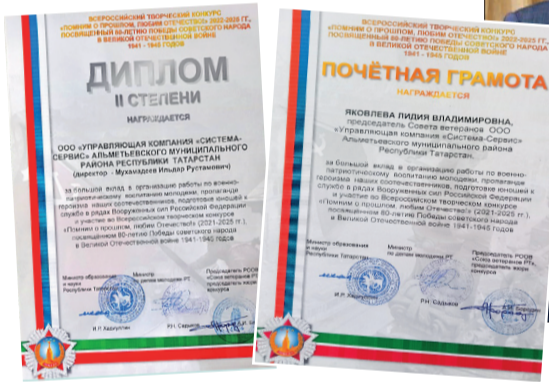 ВСЕРОССИЙСКИЙ ТВОРЧЕСКИЙ КОНКУРС
«ПОМНИМ О ПРОШЛОМ, ЛЮБИМ ОТЕЧЕСТВО!» 2022-2025 ГГ.,
ПОСВЯЩЕННЫЙ 80-ЛЕТИЮ ПОБЕДЫ СОВЕТСКОГО НАРОДА
В ВЕЛИКОЙ ОТЕЧЕСТВЕННОЙ ВОЙНЕ
1941 - 1945 ГОДОВ
ДИПЛОМ
II СТЕПЕНИ
НАГРАЖДАЕТСЯ
ООО «УПРАВЛЯЮЩАЯ КОМПАНИЯ «СИСТЕМА-
СЕРВИС» АЛЬМЕТЬЕВСКОГО МУНИЦИПАЛЬНОГО
РАЙОНА РЕСПУБЛИКИ ТАТАРСТАН
(директор - Мухамадеев Ильдар Рустамович)
за большой вклад в организацию работы по военно-
патриотическому воспитанию молодежи, пропаганде
героизма наших соотечественников, подготовке юношей к
службе в рядах Вооруженных сил Российской Федерации
и участие во Всероссийском творческом конкурсе
«Помним о прошлом, любим Отечество!» (2021-2025 гг.),
посвящённом 80-летию Победы советского народа
в Великой Отечественной войне 1941-1945 годов
Министр образования
и науки
Республики Татарстан
Министр
по делам молодежи РТ
Председатель РООВ
«Союз ветеранов РТ»,
председатель жюри
конкурса
И.Г. Хадиуллин
Р.Н. Садыков
ВСЕРОССИЙСКИЙ ТВОРЧЕСКИЙ КОНКУРС
«ПОМНИМ О ПРОШЛОМ, ЛЮБИМ ОТЕЧЕСТВО!» 2022-2025 ГГ.,
ПОСВЯЩЕННЫЙ 80-ЛЕТИЮ ПОБЕДЫ СОВЕТСКОГО НАРОДА
В ВЕЛИКОЙ ОТЕЧЕСТВЕННОЙ ВОЙНЕ
1941 - 1945 ГОДОВ
ПОЧЁТНАЯ ГРАМОТА
НАГРАЖДАЕТСЯ
ЯКОВЛЕВА ЛИДИЯ ВЛАДИМИРОВНА,
председатель Совета ветеранов ООО
«Управляющая компания «Система-Сервис»
Альметьевского муниципального района
Республики Татарстан,
за большой вклад в организацию работы по военно-
патриотическому воспитанию молодежи, пропаганде
героизма наших соотечественников, подготовке юношей к
службе в рядах Вооруженных сил Российской Федерации
и участие во Всероссийском творческом конкурсе
«Помним о прошлом, любим Отечество!» (2021-2025 гг.),
посвящённом 80-летию Победы советского народа
в Великой Отечественной войне 1941-1945 годов
Министр образования
и науки
Республики Татарстан
Министр
по делам молодежи РТ
Председатель РООВ
«Союз ветеранов РТ»,
председатель жюри
конкурса
Р.Н. Садыков